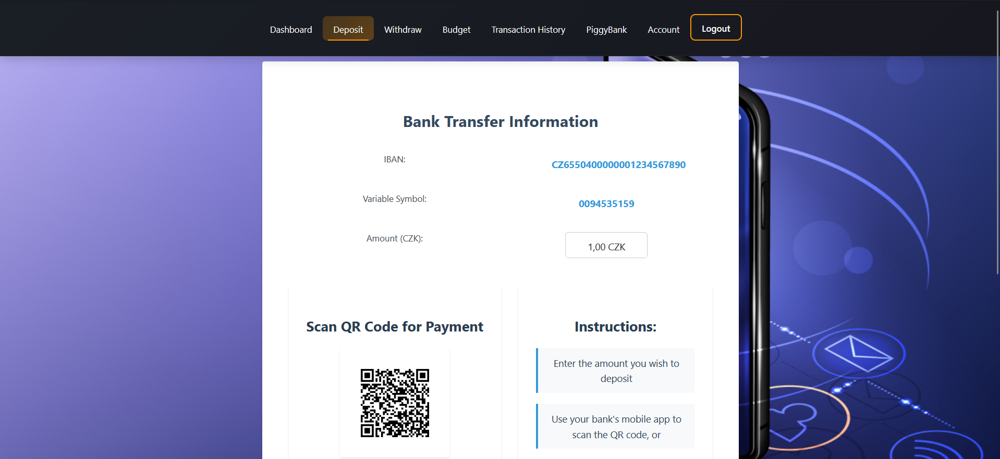 Dashboard Deposit Withdraw Budget Transaction History PiggyBank Account Logout
Bank Transfer Information
IBAN: CZ6550400000001234567890
Variable Symbol: 0094535159
Amount (CZK): 1,00 CZK
Scan QR Code for Payment
Instructions:
Enter the amount you wish to
deposit
Use your bank's mobile app to
scan the QR code, or